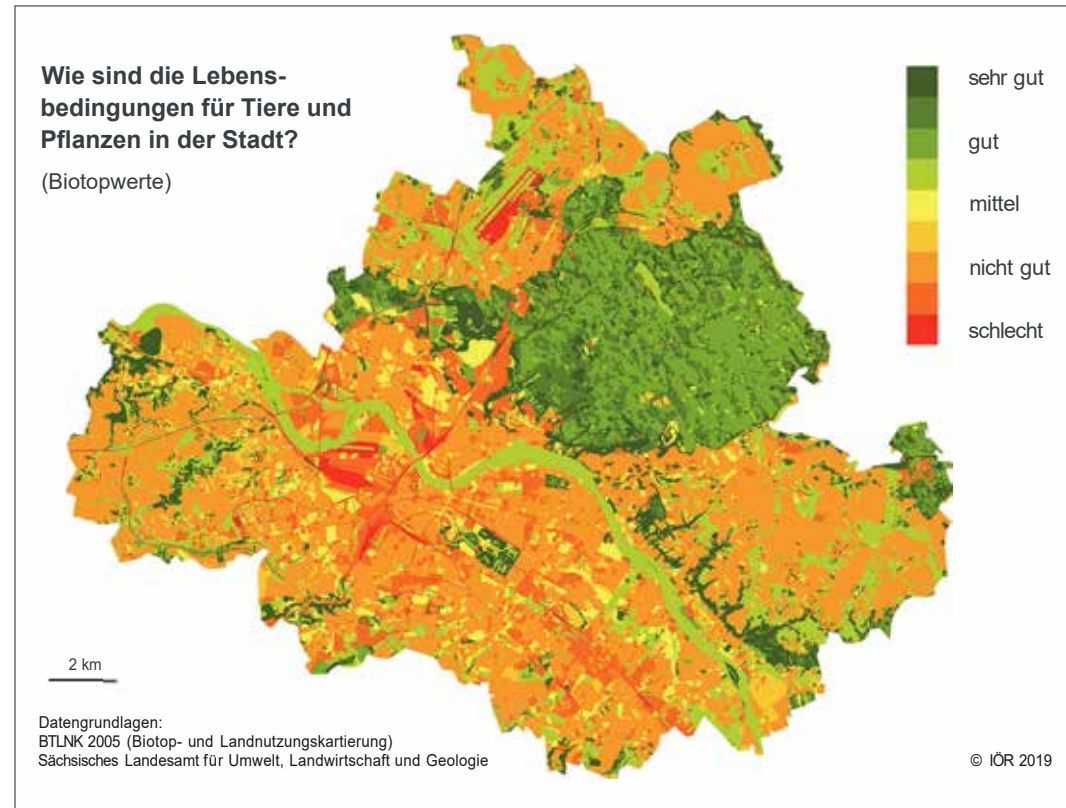 Wie sind die Lebens-
bedingungen für Tiere und
Pflanzen in der Stadt?
(Biotopwerte)
sehr gut
gut
mittel
nicht gut
schlecht
2 km
Datengrundlagen:
BTLNK 2005 (Biotop- und Landnutzungskartierung)
Sächsisches Landesamt für Umwelt, Landwirtschaft und Geologie
© IÖR 2019